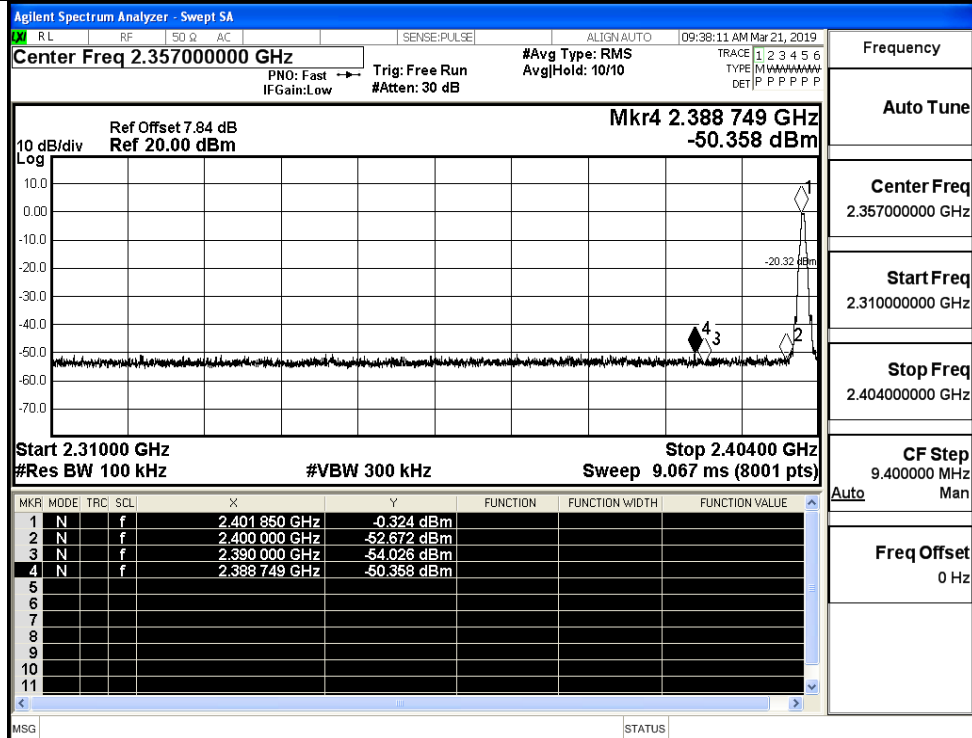 Agilent Spectrum Analyzer - Swept SA
LXI RL RF 50 Ω AC SENSE:PULSE ALIGN AUTO 09:38:11 AM Mar 21, 2019
Center Freq 2.357000000 GHz
PNO: Fast
IFGain:Low
Trig: Free Run
#Atten: 30 dB
#Avg Type: RMS
Avg|Hold: 10/10
TRACE 1 2 3 4 5 6
TYPE M WWWWW
DET P P P P P P
Ref Offset 7.84 dB
10 dB/div Ref 20.00 dBm
Log
Mkr4 2.388 749 GHz
-50.358 dBm
10.0
0.00
-10.0
-20.0
-30.0
-40.0
-50.0
-60.0
-70.0
1
-20.32 dBm
4
3
2
Start 2.31000 GHz Stop 2.40400 GHz
#Res BW 100 kHz #VBW 300 kHz Sweep 9.067 ms (8001 pts)
MKR MODE TRC SCL X Y FUNCTION FUNCTION WIDTH FUNCTION VALUE
1 N f 2.401 850 GHz -0.324 dBm
2 N f 2.400 000 GHz -52.672 dBm
3 N f 2.390 000 GHz -54.026 dBm
4 N f 2.388 749 GHz -50.358 dBm
5
6
7
8
9
10
11
MSG STATUS
Frequency
Auto Tune
Center Freq
2.357000000 GHz
Start Freq
2.310000000 GHz
Stop Freq
2.404000000 GHz
CF Step
9.400000 MHz
Auto Man
Freq Offset
0 Hz